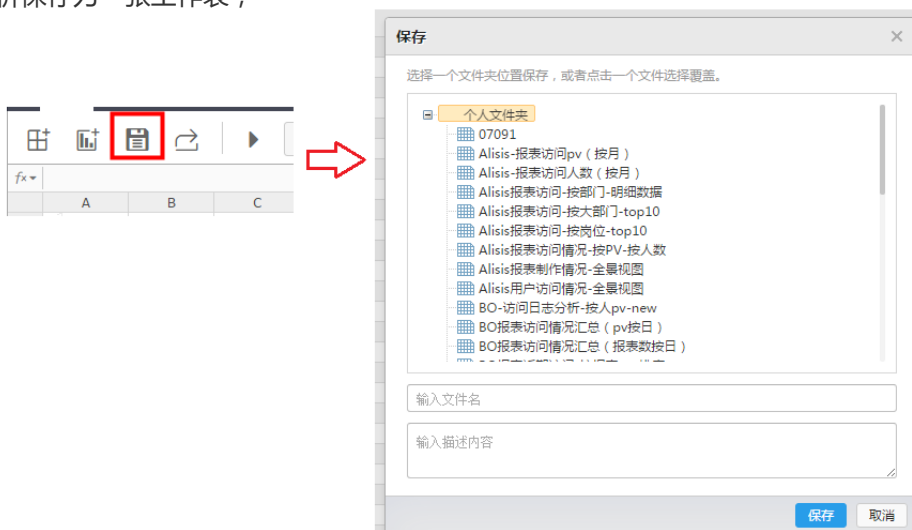 析保存为一张工作表；
保存
选择一个文件夹位置保存，或者点击一个文件选择覆盖。
个人文件夹
07091
Alisis-报表访问pv（按月）
Alisis-报表访问人数（按月）
Alisis报表访问-按部门-明细数据
Alisis报表访问-按大部门-top10
Alisis报表访问-按岗位-top10
Alisis报表访问情况-按PV-按人数
Alisis报表制作情况-全景视图
Alisis用户访问情况-全景视图
BO-访问日志分析-按人pv-new
BO报表访问情况汇总（pv按日）
BO报表访问情况汇总（报表数按日）
fx
A B C
输入文件名
输入描述内容
保存 取消